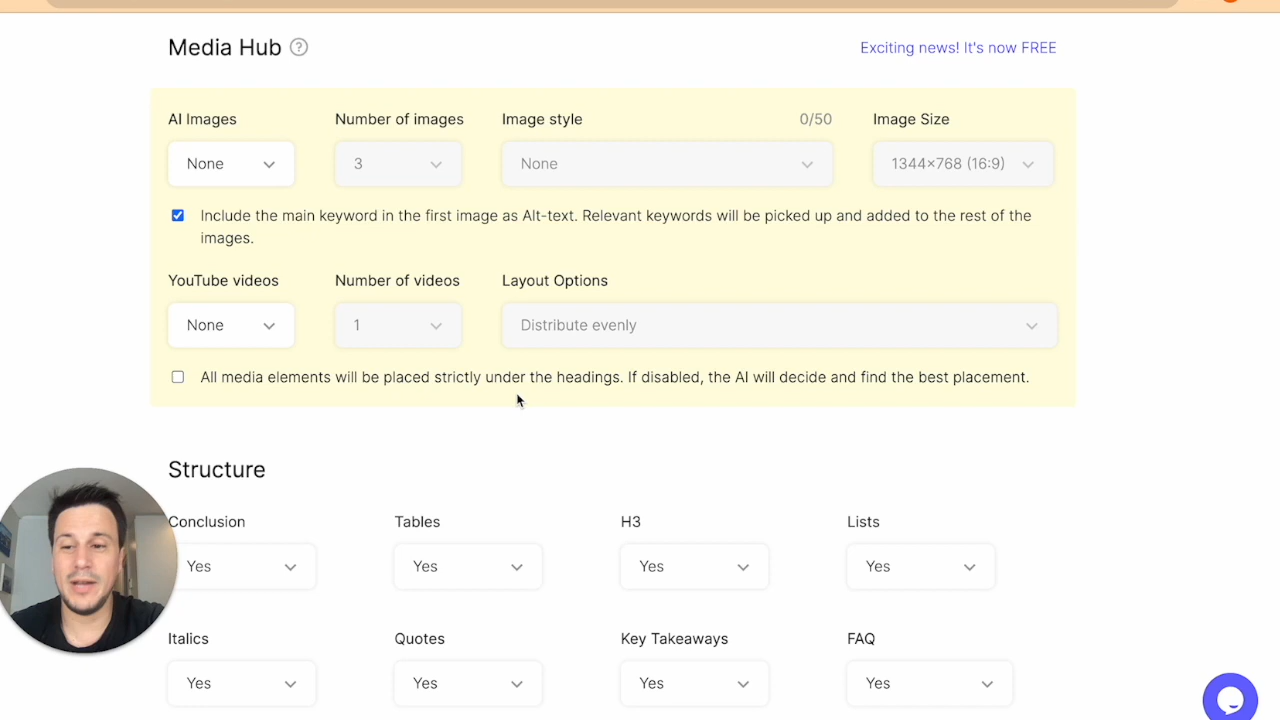 Media Hub ?
Exciting news! It's now FREE
AI Images
Number of images
Image style
0/50
Image Size
None
3
None
1344×768 (16:9)
Include the main keyword in the first image as Alt-text. Relevant keywords will be picked up and added to the rest of the
images.
YouTube videos
Number of videos
Layout Options
None
1
Distribute evenly
All media elements will be placed strictly under the headings. If disabled, the AI will decide and find the best placement.
Structure
Conclusion
Tables
H3
Lists
Yes
Yes
Yes
Yes
Italics
Quotes
Key Takeaways
FAQ
Yes
Yes
Yes
Yes